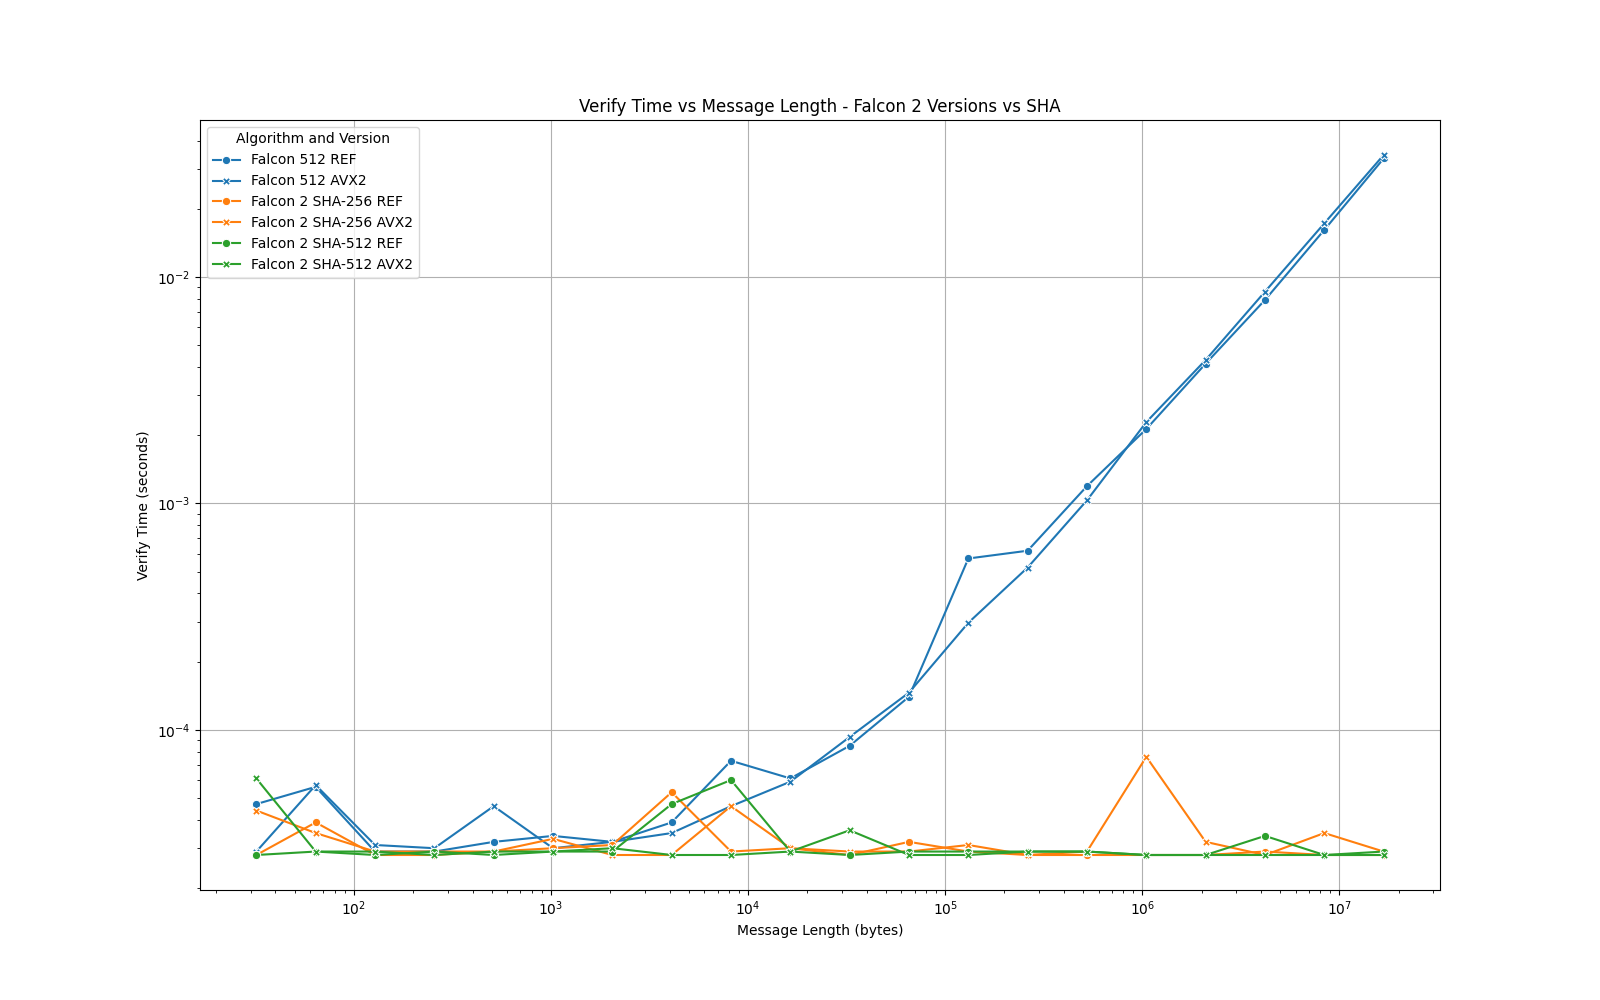 Verify Time vs Message Length - Falcon 2 Versions vs SHA
Algorithm and Version
Falcon 512 REF
Falcon 512 AVX2
Falcon 2 SHA-256 REF
Falcon 2 SHA-256 AVX2
Falcon 2 SHA-512 REF
Falcon 2 SHA-512 AVX2
Verify Time (seconds)
10⁻²
10⁻³
10⁻⁴
10² 10³ 10⁴ 10⁵ 10⁶ 10⁷
Message Length (bytes)